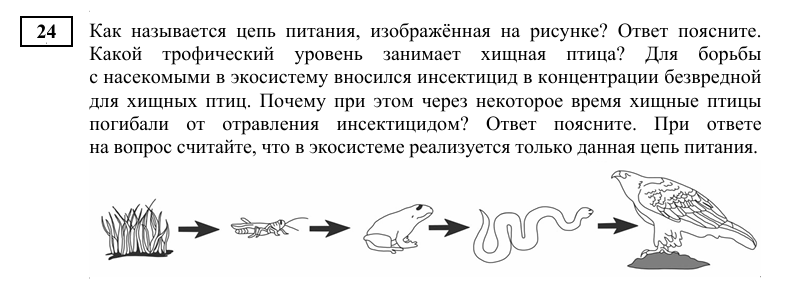 24
Как называется цепь питания, изображённая на рисунке? Ответ поясните.
Какой трофический уровень занимает хищная птица? Для борьбы
с насекомыми в экосистему вносился инсектицид в концентрации безвредной
для хищных птиц. Почему при этом через некоторое время хищные птицы
погибали от отравления инсектицидом? Ответ поясните. При ответе
на вопрос считайте, что в экосистеме реализуется только данная цепь питания.